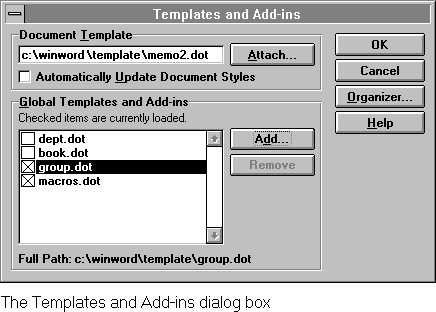 Templates and Add-ins
Document Template
c:\winword\template\memo2.dot
Attach...
Automatically Update Document Styles
OK
Cancel
Organizer...
Help
Global Templates and Add-ins
Checked items are currently loaded.
dept.dot
book.dot
group.dot
macros.dot
Add...
Remove
Full Path: c:\winword\template\group.dot
The Templates and Add-ins dialog box